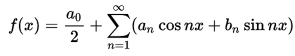 f(x) = a₀/2 + ∑_{n=1}^{∞} (aₙ cos nx + bₙ sin nx)